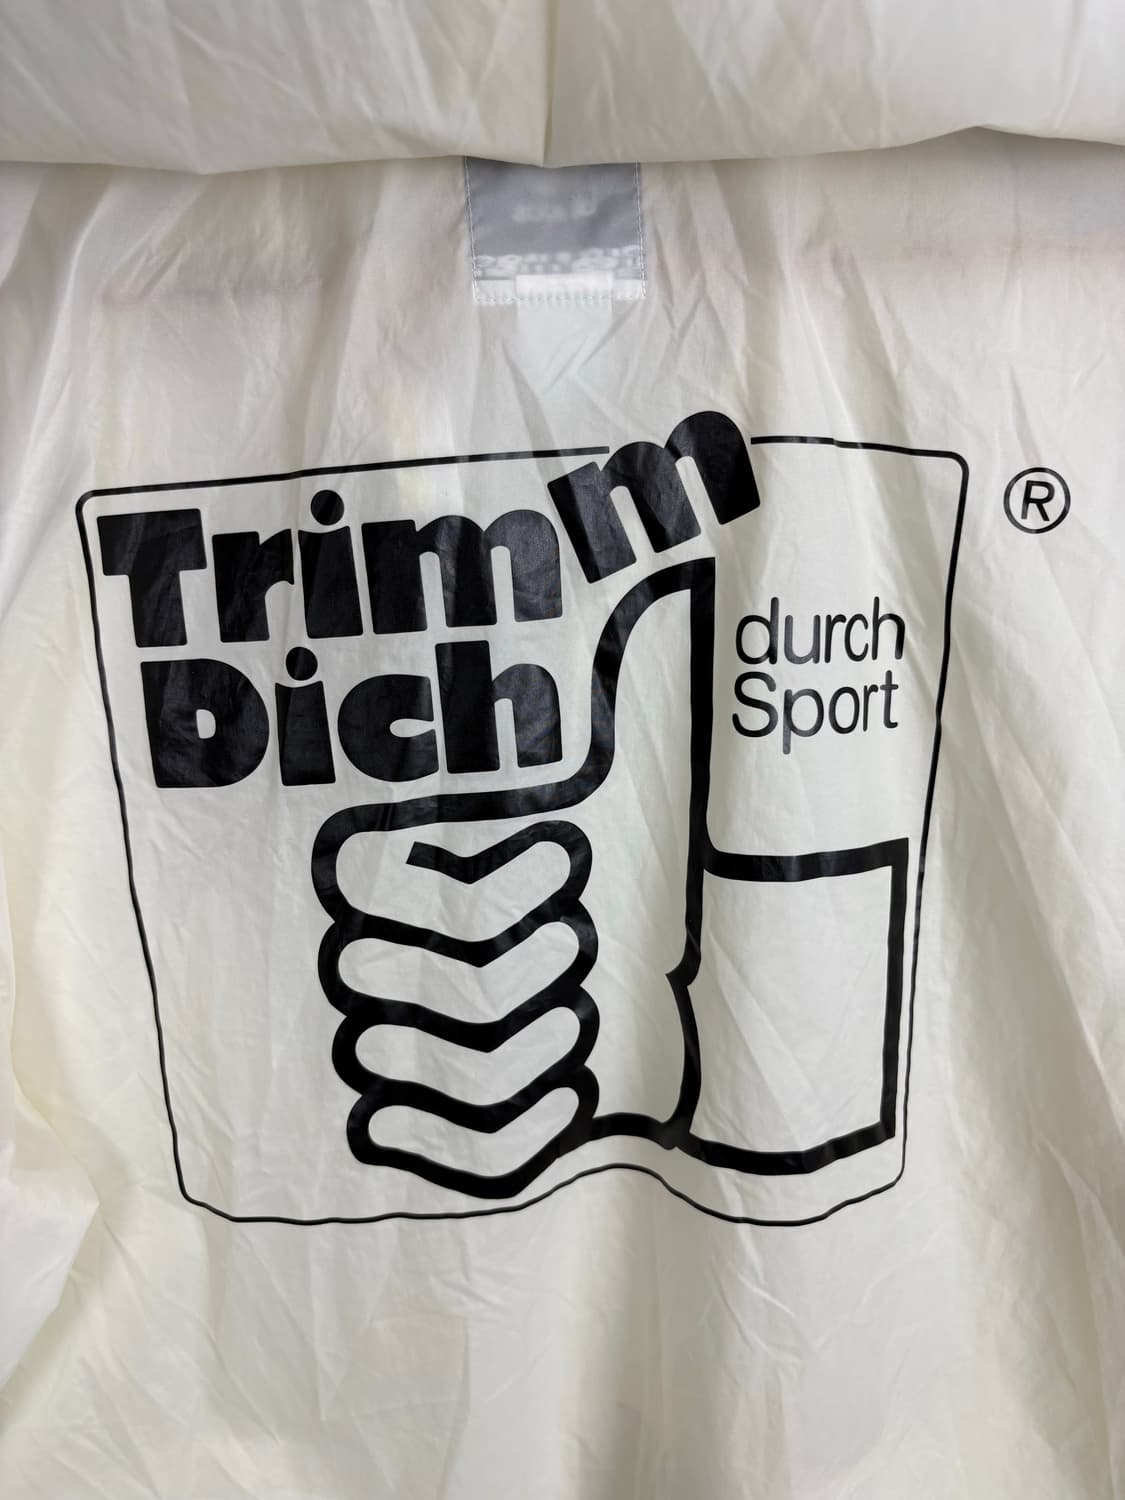 Trimm
Dich
durch
Sport
®